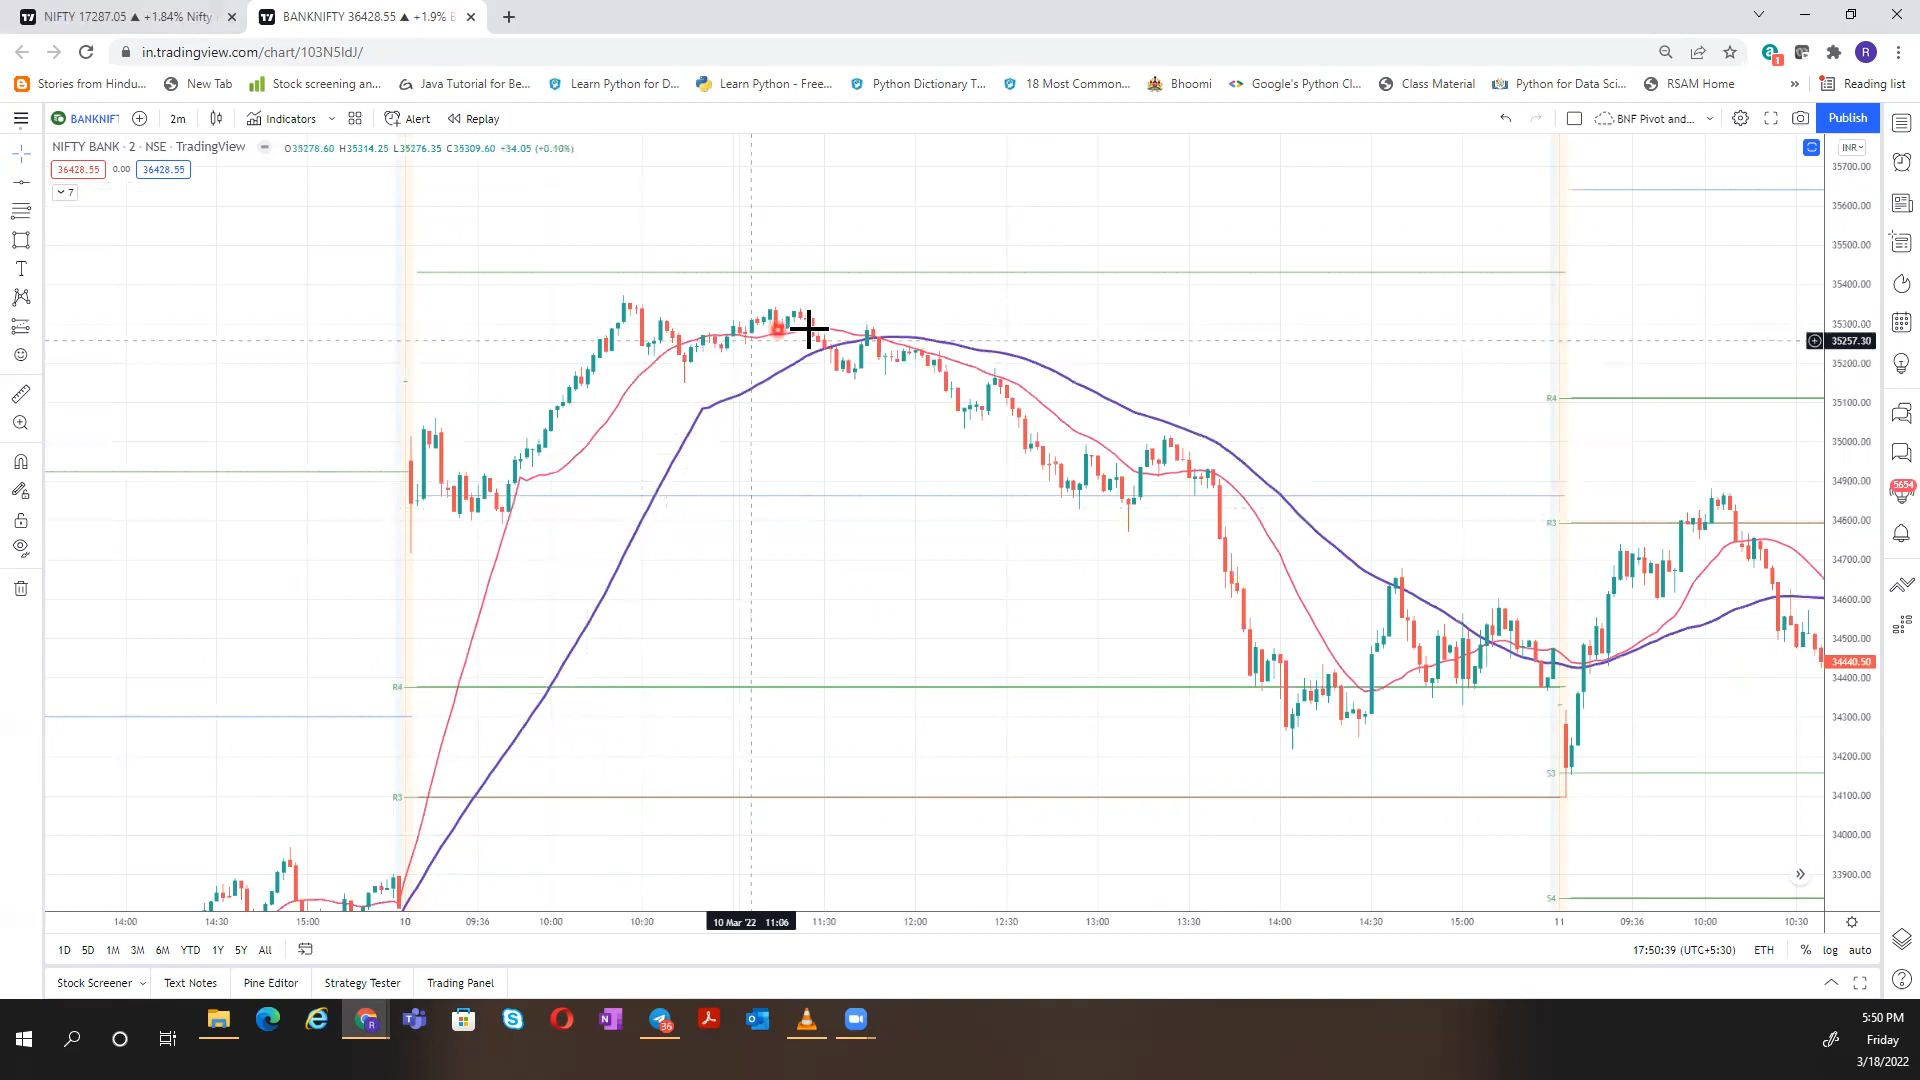 NIFTY 17287.05 ▲ +1.84% Nifty
BANKNIFTY 36428.55 ▲ +1.9% B
in.tradingview.com/chart/103N5IdJ/
1
R
Stories from Hindu...
New Tab
Stock screening an...
Java Tutorial for Be...
Learn Python for D...
Learn Python - Free...
Python Dictionary T...
18 Most Common...
Bhoomi
Google's Python Cl...
Class Material
Python for Data Sci...
RSAM Home
»
Reading list
BANKNIFT
2m
Indicators
Alert
Replay
BNF Pivot and...
Publish
NIFTY BANK · 2 · NSE · TradingView
O35278.60 H35314.25 L35276.35 C35309.60 +34.05 (+0.10%)
INR
36428.55
0.00
36428.55
7
35700.00
35600.00
35500.00
35400.00
35300.00
35257.30
35200.00
35100.00
35000.00
34900.00
34800.00
34700.00
34600.00
34500.00
34440.50
34400.00
34300.00
34200.00
34100.00
34000.00
33900.00
R4
R3
R4
R3
S3
S4
5654
14:00
14:30
15:00
10
09:36
10:00
10:30
10 Mar '22 11:06
11:30
12:00
12:30
13:00
13:30
14:00
14:30
15:00
11
09:36
10:00
10:30
1D
5D
1M
3M
6M
YTD
1Y
5Y
All
17:50:39 (UTC+5:30)
ETH
%
log
auto
Stock Screener
Text Notes
Pine Editor
Strategy Tester
Trading Panel
36
5:50 PM
Friday
3/18/2022